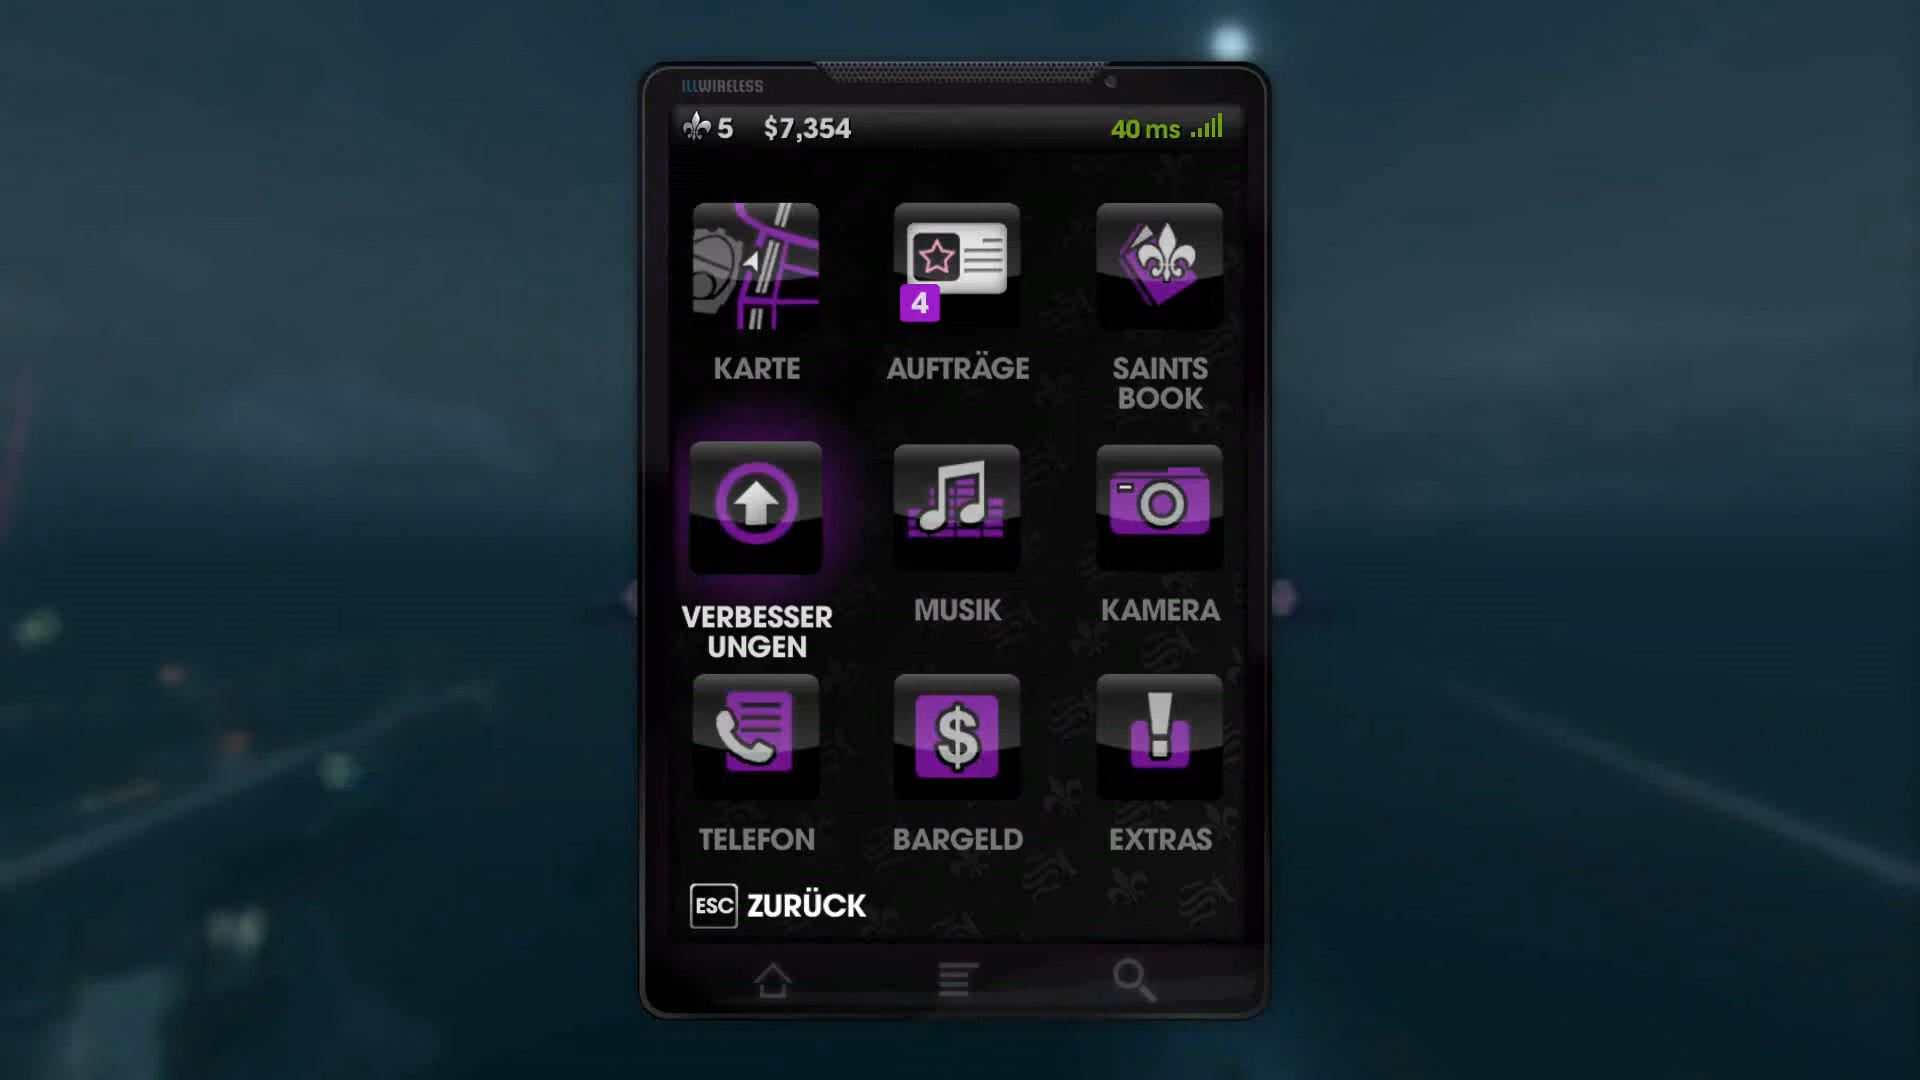 ILLWIRELESS
5 $7,354 40 ms
KARTE AUFTRÄGE SAINTS
BOOK
4
VERBESSER
UNGEN
MUSIK KAMERA
TELEFON BARGELD EXTRAS
ESC ZURÜCK